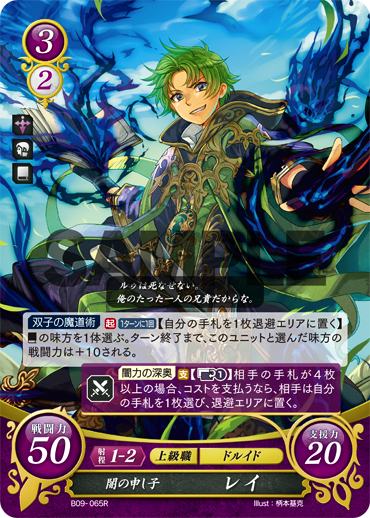 3
2
SAMPLE
ルゥは死なせない。
俺のたった一人の兄貴だからな。
双子の魔道術 起 1ターンに1回 【自分の手札を1枚退避エリアに置く】
の味方を1体選ぶ。ターン終了まで、このユニットと選んだ味方の
戦闘力は+10される。
闇力の深奥 支 【1】相手の手札が4枚
以上の場合、コストを支払うなら、相手は自分
の手札を1枚選び、退避エリアに置く。
戦闘力
50
射程 1-2 上級職 ドルイド
支援力
20
闇の申し子 レイ
B09-065R
Illust:柄本基克